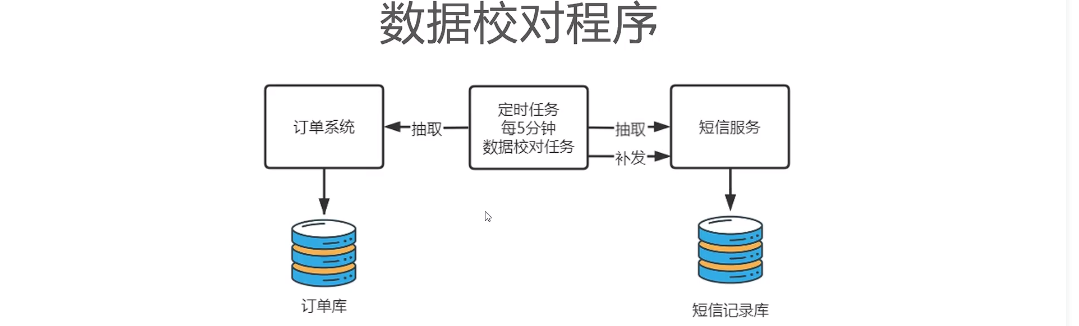 数据校对程序
订单系统
抽取
定时任务
每5分钟
数据校对任务
抽取
补发
短信服务
订单库
短信记录库